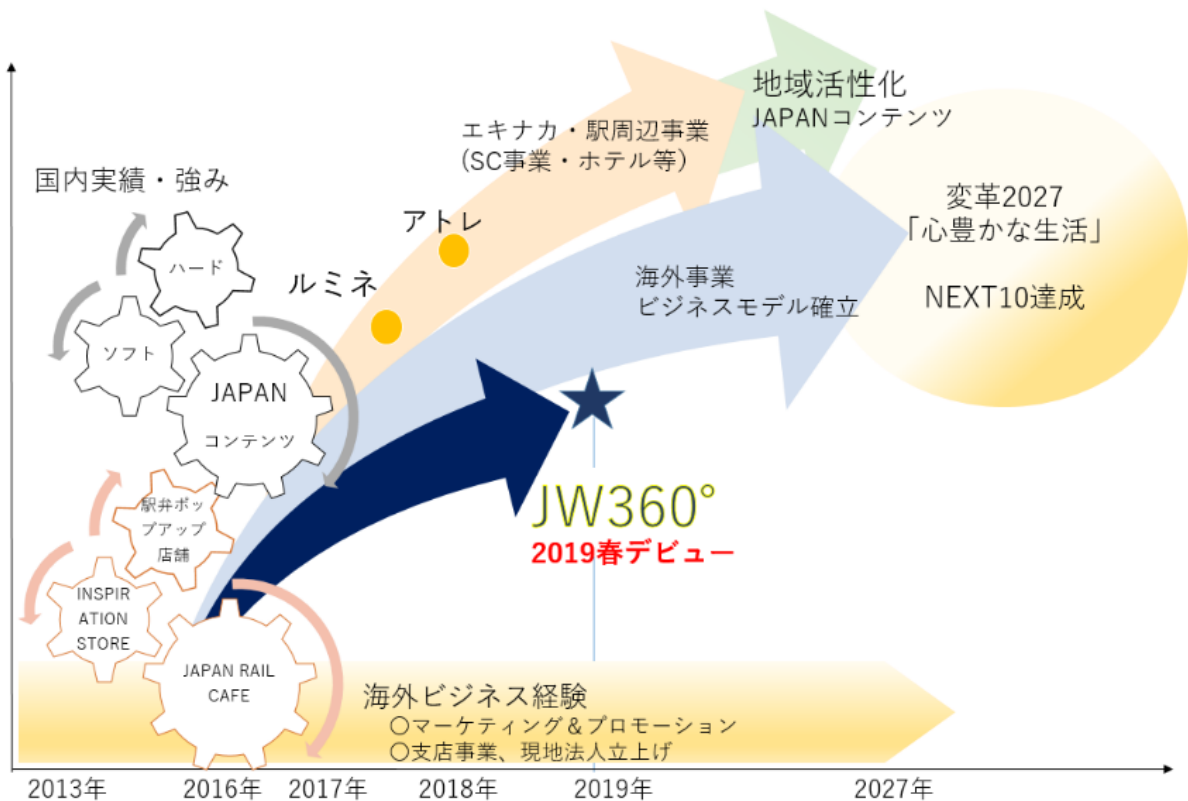 地域活性化
JAPANコンテンツ
エキナカ・駅周辺事業
(SC事業・ホテル等)
国内実績・強み
ハード
ソフト
JAPAN
コンテンツ
アトレ
ルミネ
海外事業
ビジネスモデル確立
変革2027
「心豊かな生活」
NEXT10達成
駅弁ポッ
プアップ
店舗
INSPIR
ATION
STORE
JAPAN RAIL
CAFE
JW360°
2019春デビュー
海外ビジネス経験
○マーケティング＆プロモーション
○支店事業、現地法人立上げ
2013年
2016年
2017年
2018年
2019年
2027年